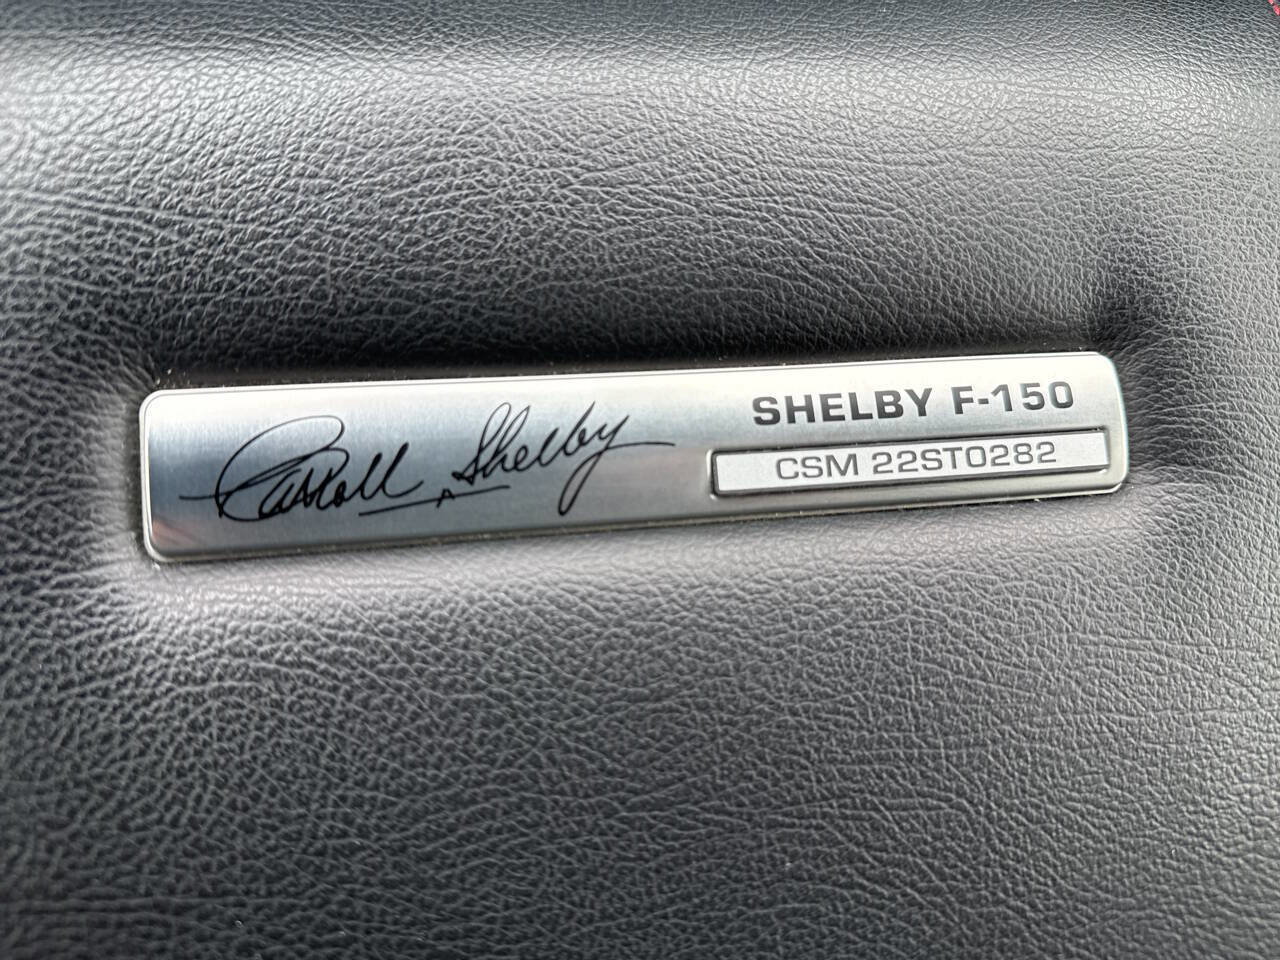 Carroll Shelby
SHELBY F-150
CSM 22ST0282